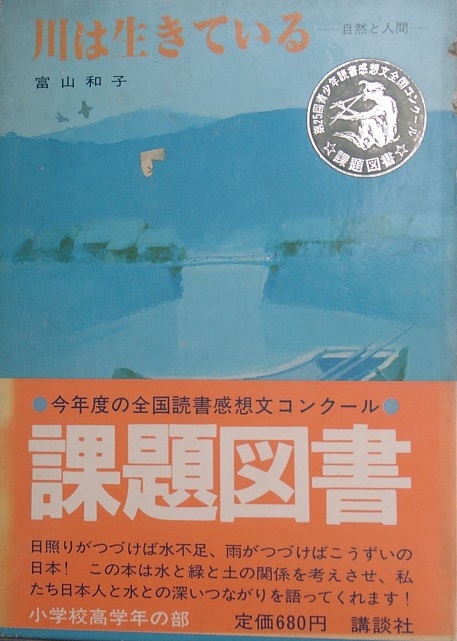 川は生きている
――自然と人間――
富山和子
第25回青少年読書感想文全国コンクール
☆課題図書☆
●今年度の全国読書感想文コンクール●
課題図書
日照りがつづけば水不足、雨がつづけばこうずいの
日本！ この本は水と緑と土の関係を考えさせ、私
たち日本人と水との深いつながりを語ってくれます！
小学校高学年の部 定価680円 講談社